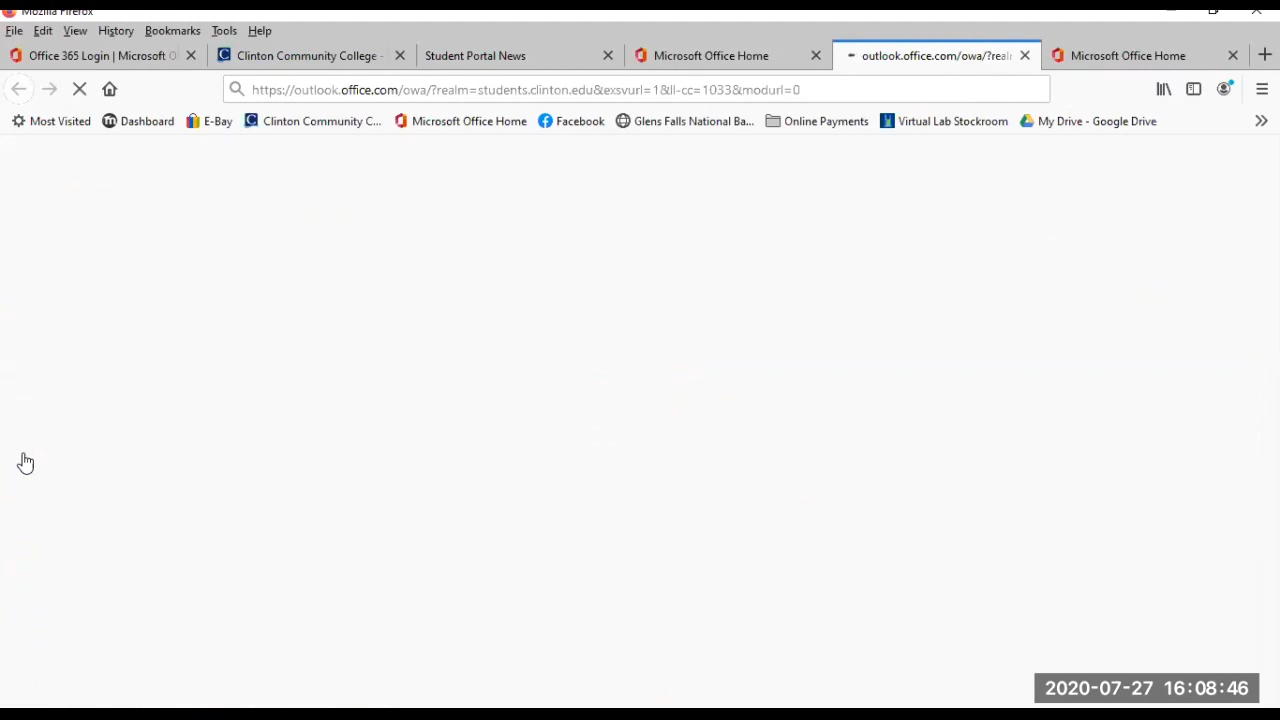 Mozilla Firefox
File Edit View History Bookmarks Tools Help
Office 365 Login | Microsoft O Clinton Community College - Student Portal News Microsoft Office Home outlook.office.com/owa/?real Microsoft Office Home
https://outlook.office.com/owa/?realm=students.clinton.edu&exsvurl=1&ll-cc=1033&modurl=0
Most Visited Dashboard E-Bay Clinton Community C... Microsoft Office Home Facebook Glens Falls National Ba... Online Payments Virtual Lab Stockroom My Drive - Google Drive
2020-07-27 16:08:46